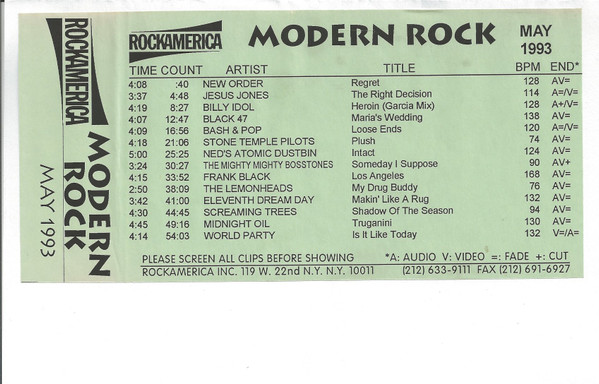 ROCKAMERICA
MODERN ROCK
MAY 1993
ROCKAMERICA
MODERN ROCK
MAY
1993
TIME COUNT ARTIST TITLE BPM END*
4:08 :40 NEW ORDER Regret 128 AV=
3:37 4:48 JESUS JONES The Right Decision 114 A=/V=
4:19 8:27 BILLY IDOL Heroin (Garcia Mix) 128 A+/V=
4:07 12:47 BLACK 47 Maria's Wedding 138 AV=
4:09 16:56 BASH & POP Loose Ends 120 A=/V=
4:18 21:06 STONE TEMPLE PILOTS Plush 74 AV=
5:00 25:25 NED'S ATOMIC DUSTBIN Intact 124 AV=
3:24 30:27 THE MIGHTY MIGHTY BOSSTONES Someday I Suppose 90 AV+
4:15 33:52 FRANK BLACK Los Angeles 168 AV=
2:50 38:09 THE LEMONHEADS My Drug Buddy 76 AV=
3:42 41:00 ELEVENTH DREAM DAY Makin' Like A Rug 132 AV=
4:30 44:45 SCREAMING TREES Shadow Of The Season 94 AV=
4:45 49:16 MIDNIGHT OIL Truganini 130 AV=
4:14 54:03 WORLD PARTY Is It Like Today 132 V=/A=
PLEASE SCREEN ALL CLIPS BEFORE SHOWING *A: AUDIO V: VIDEO =: FADE +: CUT
ROCKAMERICA INC. 119 W. 22nd N.Y. N.Y. 10011 (212) 633-9111 FAX (212) 691-6927